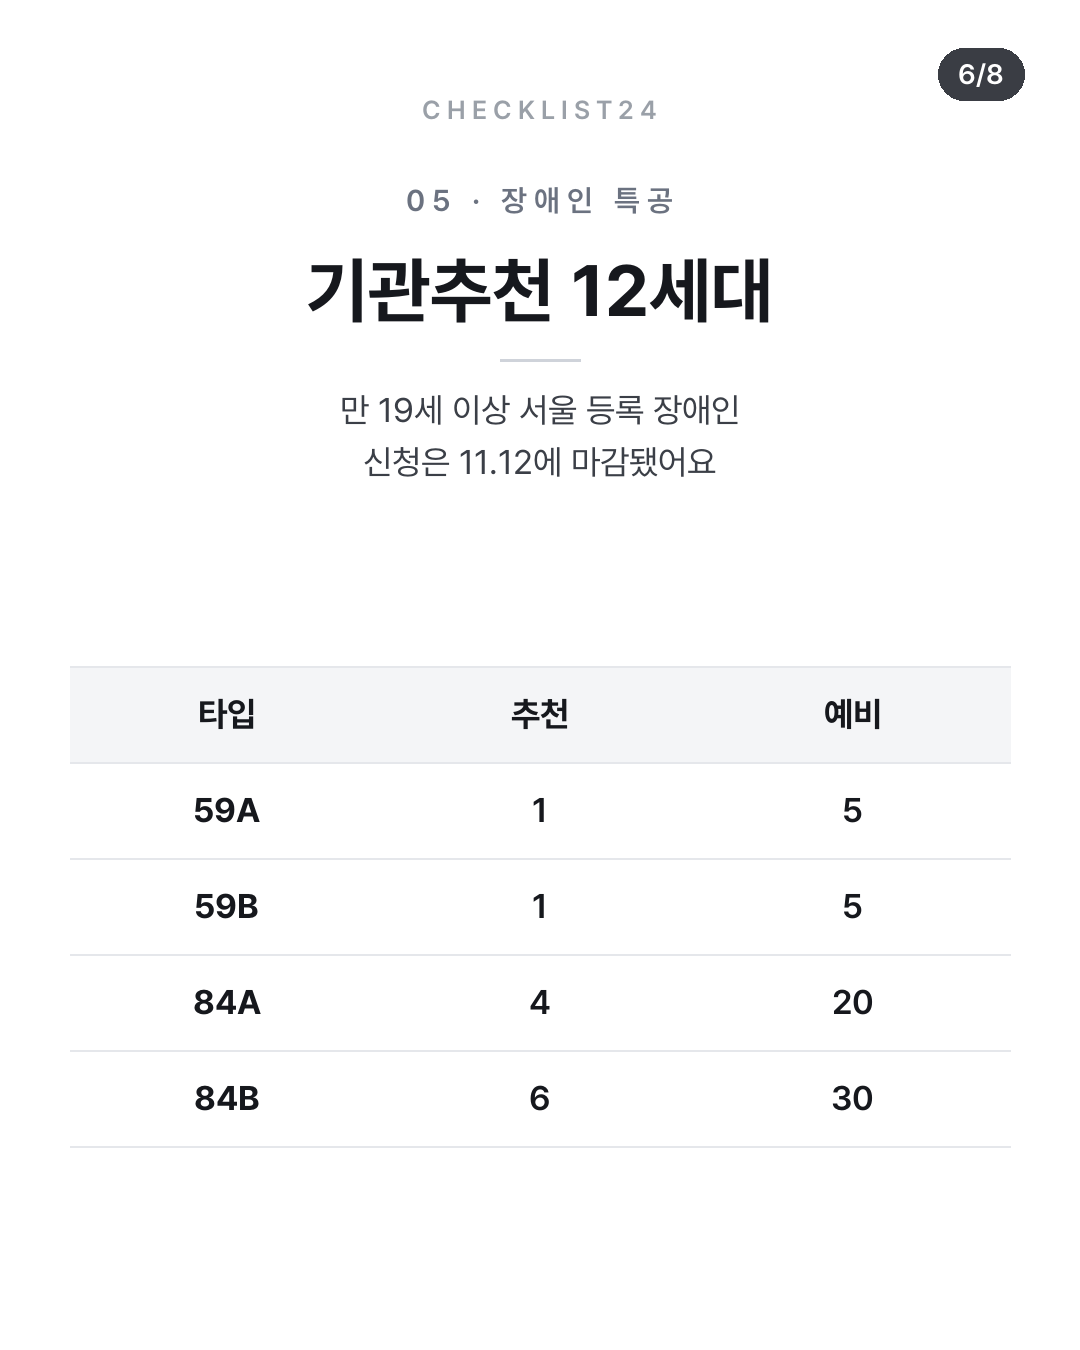 6/8
CHECKLIST24
05 · 장애인 특공
기관추천 12세대
만 19세 이상 서울 등록 장애인
신청은 11.12에 마감됐어요
타입 추천 예비
59A 1 5
59B 1 5
84A 4 20
84B 6 30